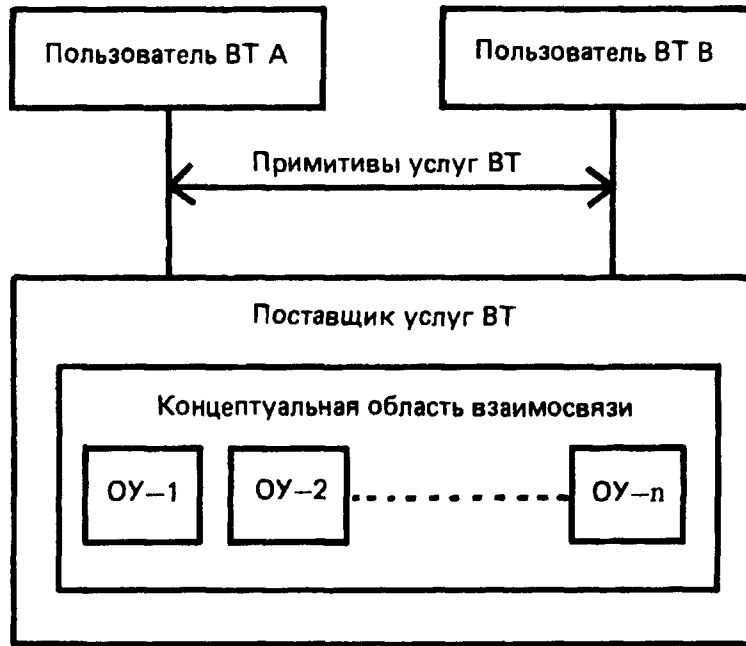 Пользователь ВТ А
Пользователь ВТ В
Примитивы услуг ВТ
Поставщик услуг ВТ
Концептуальная область взаимосвязи
ОУ—1
ОУ—2
ОУ—n